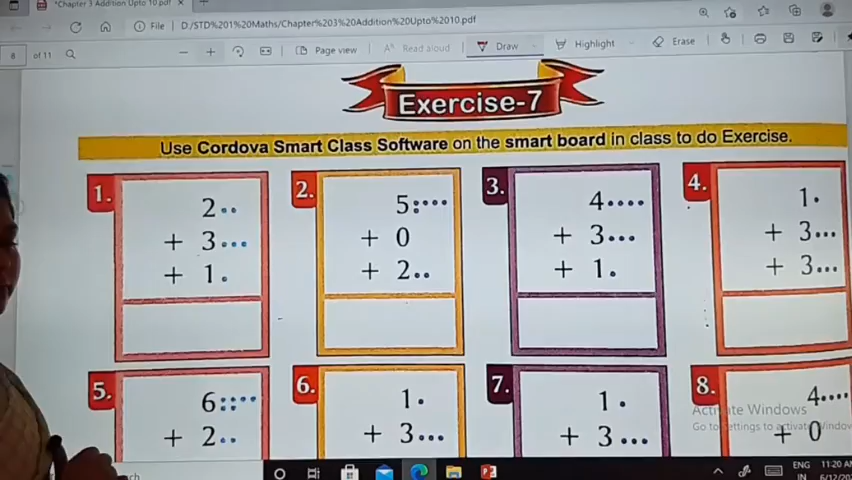 "Chapter 3 Addition Upto 10.pdf
File D:/STD%201%20Maths/Chapter%203%20Addition%20Upto%2010.pdf
8 of 11 Page view Read aloud Draw Highlight Erase
Exercise-7
Use Cordova Smart Class Software on the smart board in class to do Exercise.
1.
2
+ 3
+ 1
2.
5
+ 0
+ 2
3.
4
+ 3
+ 1
4.
1
+ 3
+ 3
5.
6
+ 2
6.
1
+ 3
7.
1
+ 3
8.
4
+ 0
Activate Windows
Go to settings to activate Windows
ENG
IN
11:20 AM